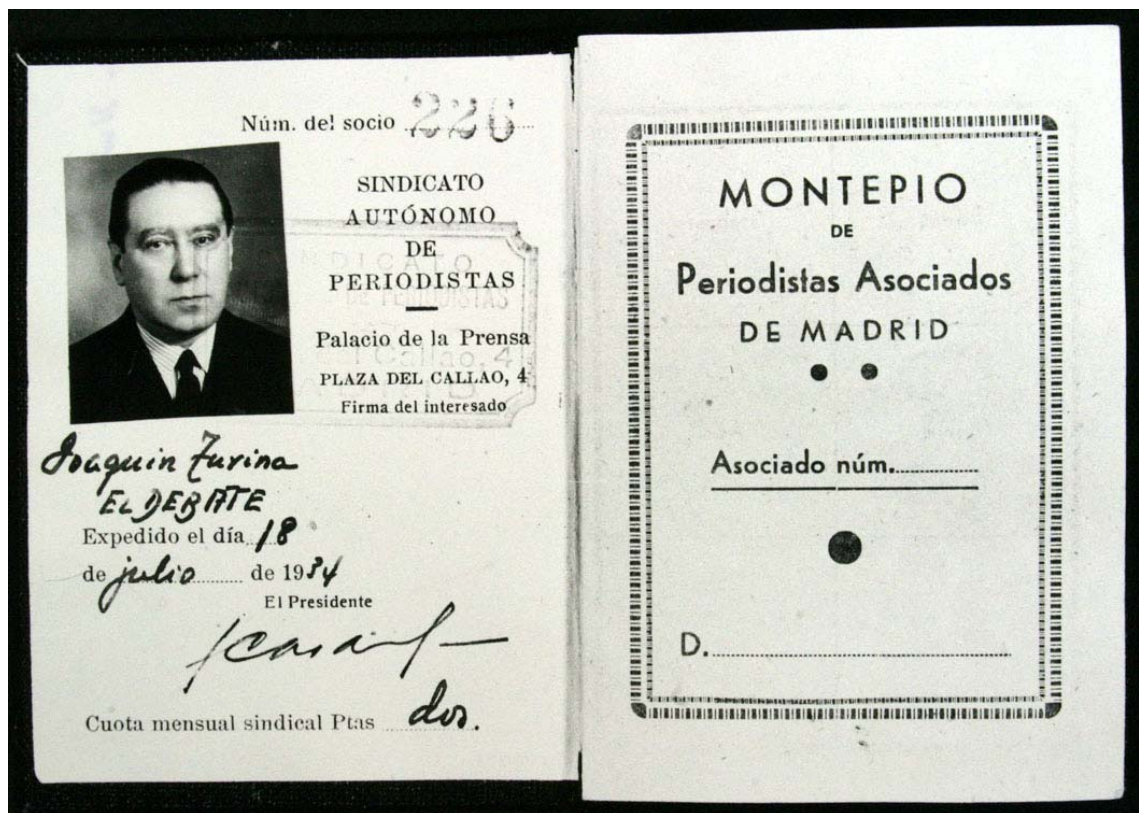 Núm. del socio 226
SINDICATO
AUTÓNOMO
DE
PERIODISTAS
Palacio de la Prensa
PLAZA DEL CALLAO, 4
Firma del interesado
Joaquin Turina
EL DEBATE
Expedido el día 18
de julio de 1934
El Presidente
Cuota mensual sindical Ptas dos.
MONTEPIO
DE
Periodistas Asociados
DE MADRID
Asociado núm.
D.